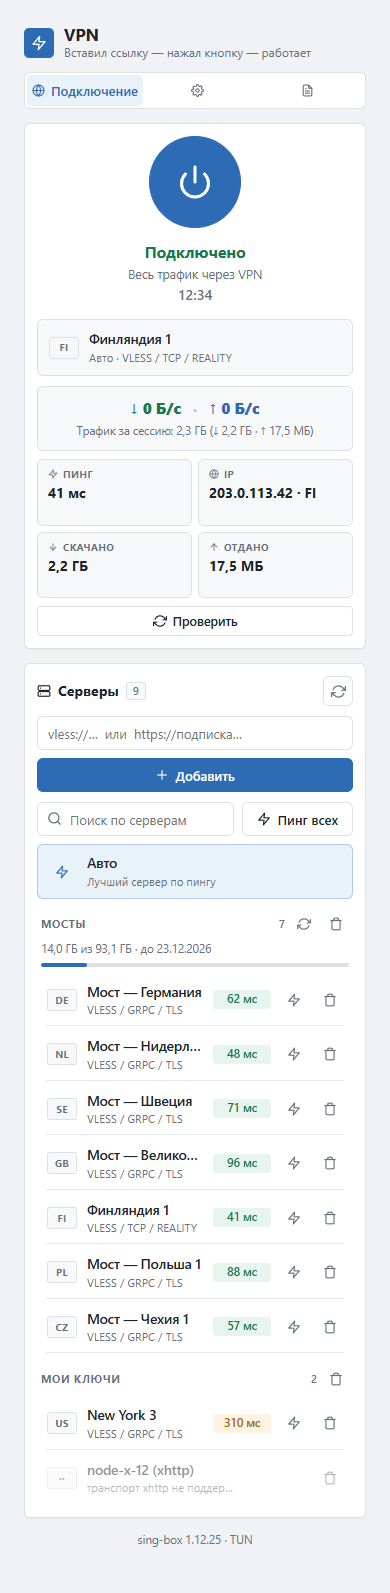 VPN
Вставил ссылку — нажал кнопку — работает
Подключение
Подключено
Весь трафик через VPN
12:34
FI
Финляндия 1
Авто · VLESS / TCP / REALITY
↓ 0 Б/с · ↑ 0 Б/с
Трафик за сессию: 2,3 ГБ (↓ 2,2 ГБ · ↑ 17,5 МБ)
ПИНГ
41 мс
IP
203.0.113.42 · FI
СКАЧАНО
2,2 ГБ
ОТДАНО
17,5 МБ
Проверить
Серверы 9
vless://... или https://подписка...
+ Добавить
Поиск по серверам
Пинг всех
Авто
Лучший сервер по пингу
МОСТЫ 7
14,0 ГБ из 93,1 ГБ · до 23.12.2026
DE Мост — Германия 62 мс
VLESS / GRPC / TLS
NL Мост — Нидерл... 48 мс
VLESS / GRPC / TLS
SE Мост — Швеция 71 мс
VLESS / GRPC / TLS
GB Мост — Велико... 96 мс
VLESS / GRPC / TLS
FI Финляндия 1 41 мс
VLESS / TCP / REALITY
PL Мост — Польша 1 88 мс
VLESS / GRPC / TLS
CZ Мост — Чехия 1 57 мс
VLESS / GRPC / TLS
МОИ КЛЮЧИ 2
US New York 3 310 мс
VLESS / GRPC / TLS
·· node-x-12 (xhttp)
транспорт xhttp не поддер...
sing-box 1.12.25 · TUN